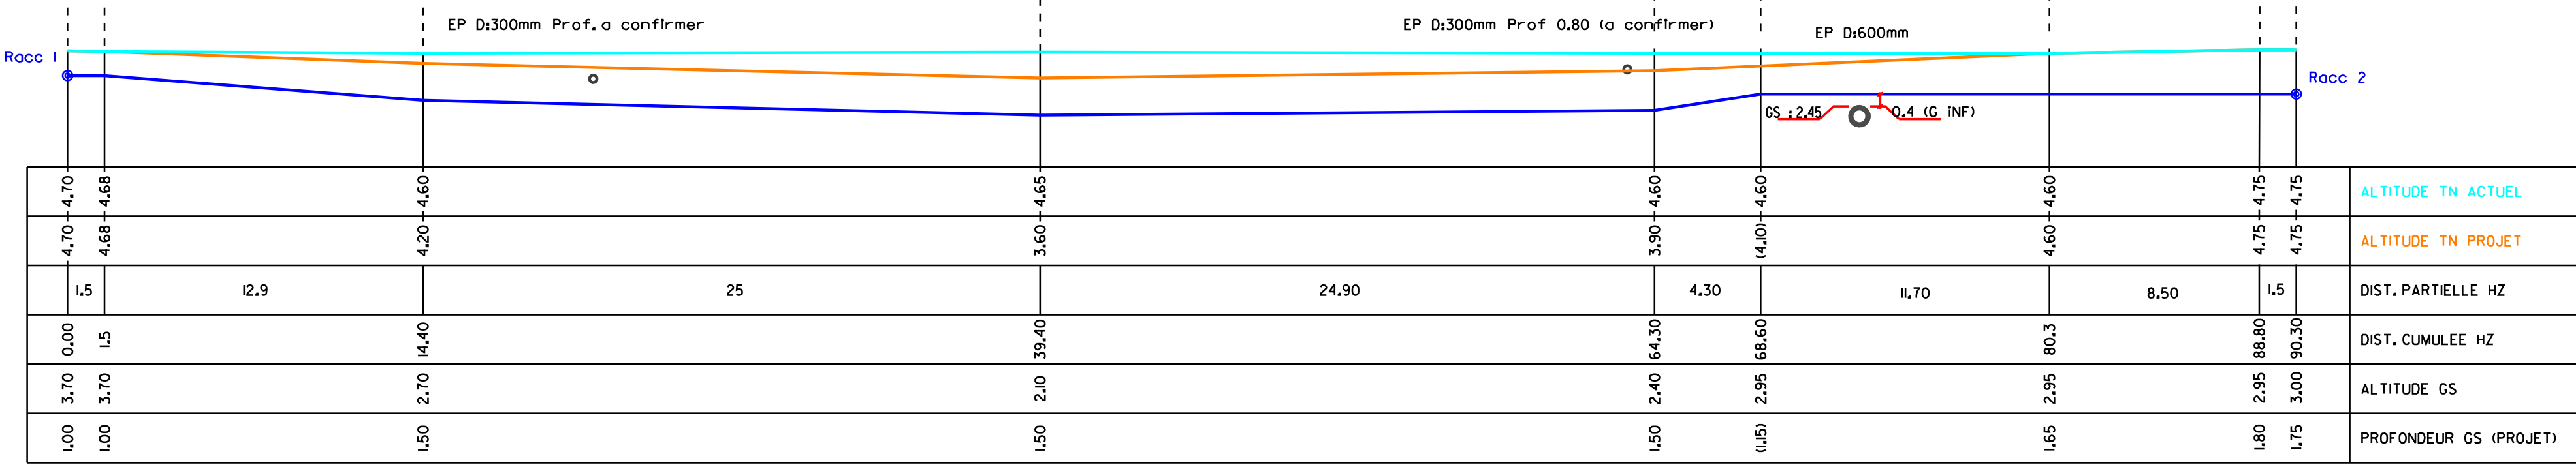 EP D:300mm Prof. a confirmer
EP D:300mm Prof 0.80 (a confirmer)
EP D:600mm
Racc 1
Racc 2
GS : 2.45
0.4 (G iNF)
4.70 4.68 4.60 4.65 4.60 4.60 4.60 4.75 4.75 ALTITUDE TN ACTUEL
4.70 4.68 4.20 3.60 3.90 (4.10) 4.60 4.75 4.75 ALTITUDE TN PROJET
1.5 12.9 25 24.90 4.30 11.70 8.50 1.5 DIST. PARTIELLE HZ
0.00 1.5 14.40 39.40 64.30 68.60 80.3 88.80 90.30 DIST. CUMULEE HZ
3.70 3.70 2.70 2.10 2.40 2.95 2.95 2.95 3.00 ALTITUDE GS
1.00 1.00 1.50 1.50 1.50 (1.15) 1.65 1.80 1.75 PROFONDEUR GS (PROJET)